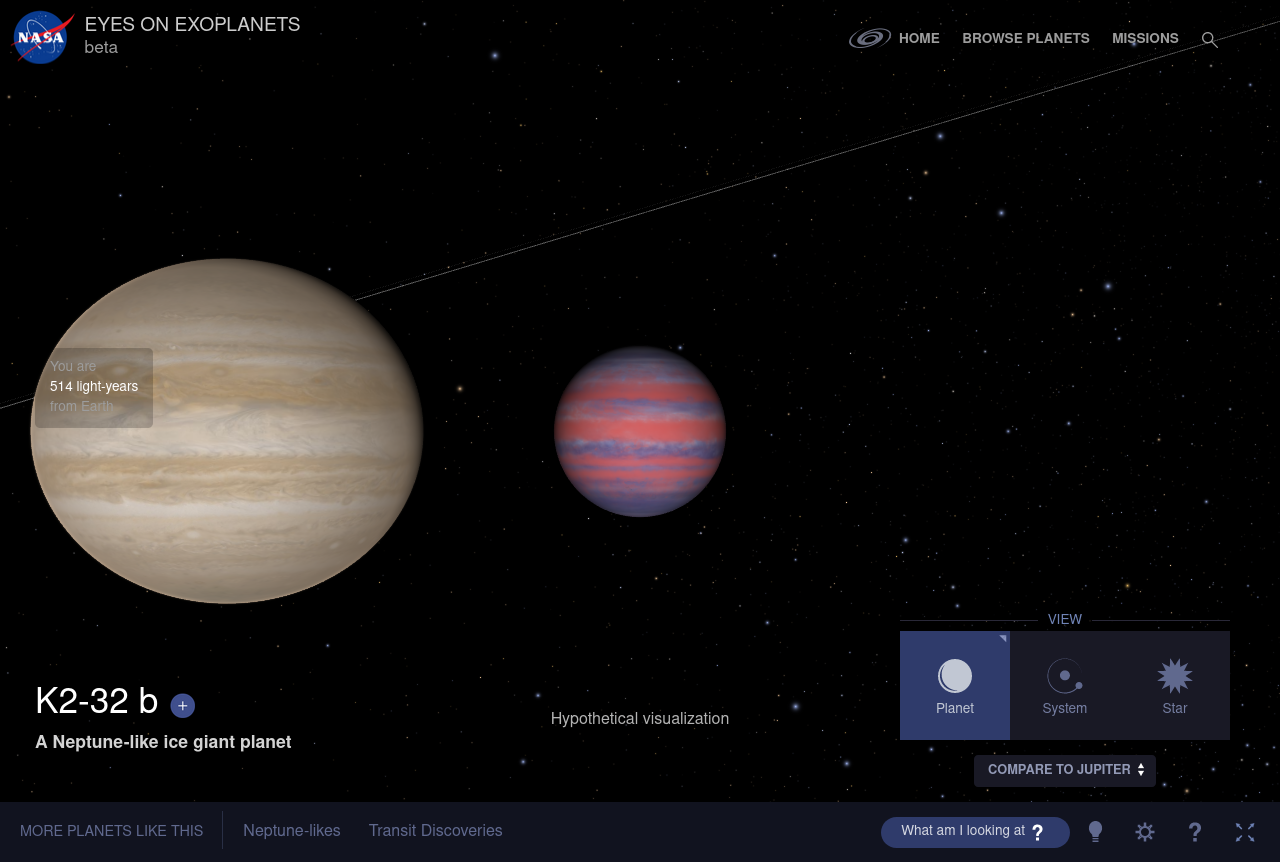 NASA
EYES ON EXOPLANETS
beta
HOME
BROWSE PLANETS
MISSIONS
You are
514 light-years
from Earth
K2-32 b +
A Neptune-like ice giant planet
Hypothetical visualization
VIEW
Planet
System
Star
COMPARE TO JUPITER
MORE PLANETS LIKE THIS
Neptune-likes
Transit Discoveries
What am I looking at ?
?